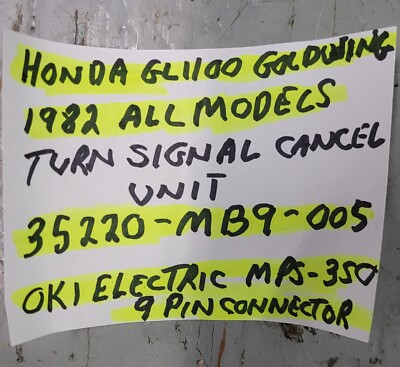 HONDA GL1100 GOLDWING
1982 ALL MODELS
TURN SIGNAL CANCEL
UNIT
35220-MB9-005
OKI ELECTRIC MPS-350
9 PIN CONNECTOR